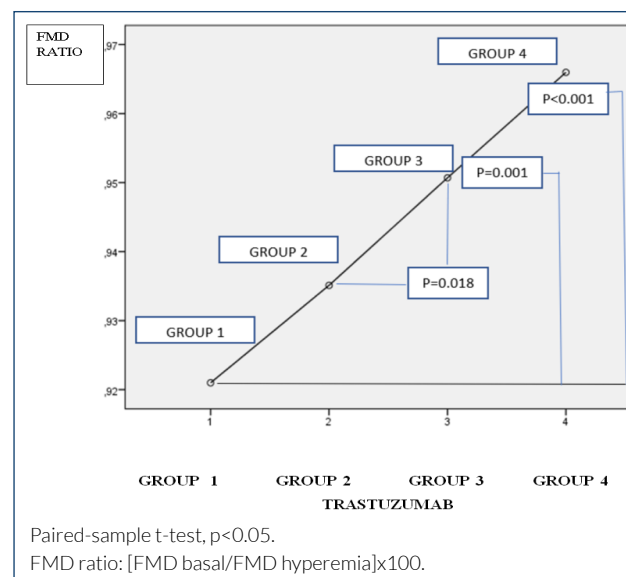 FMD
RATIO
,97
GROUP 4
P<0.001
,96
GROUP 3
P=0.001
,95
GROUP 2
,94
P=0.018
GROUP 1
,93
,92
1 2 3 4
GROUP 1 GROUP 2 GROUP 3 GROUP 4
TRASTUZUMAB
Paired-sample t-test, p<0.05.
FMD ratio: [FMD basal/FMD hyperemia]x100.